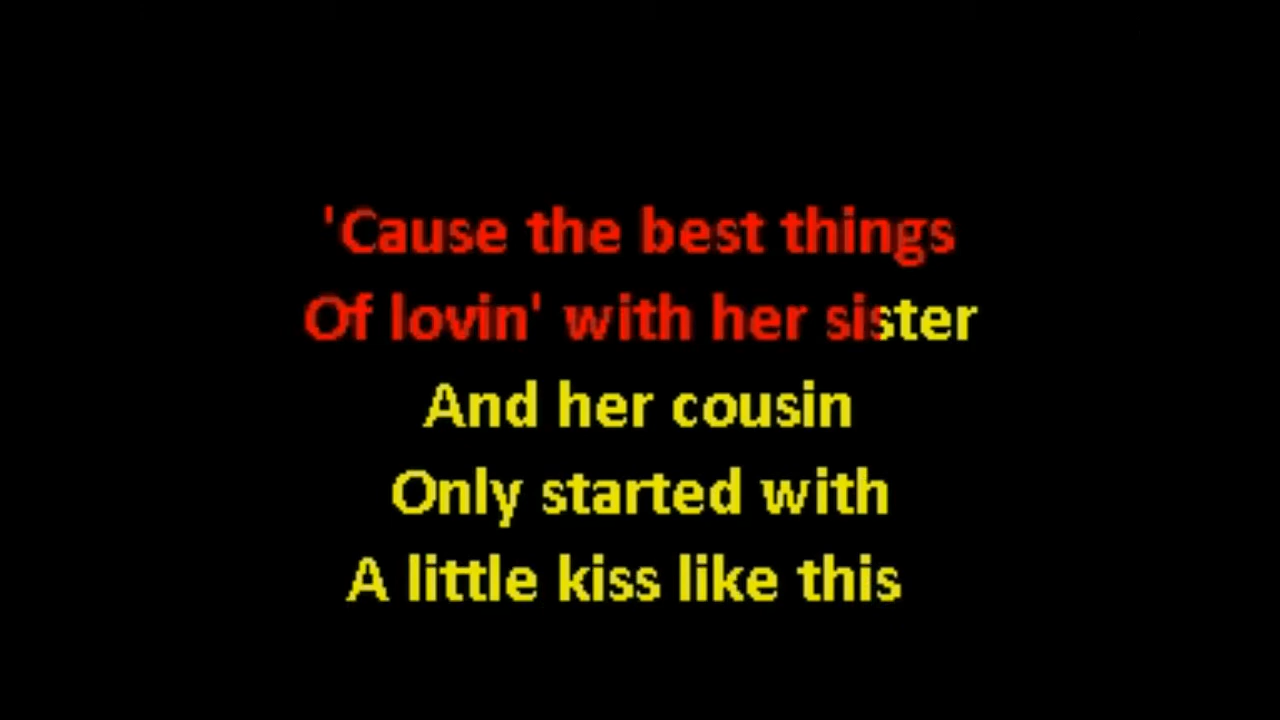 'Cause the best things
Of lovin' with her sister
And her cousin
Only started with
A little kiss like this